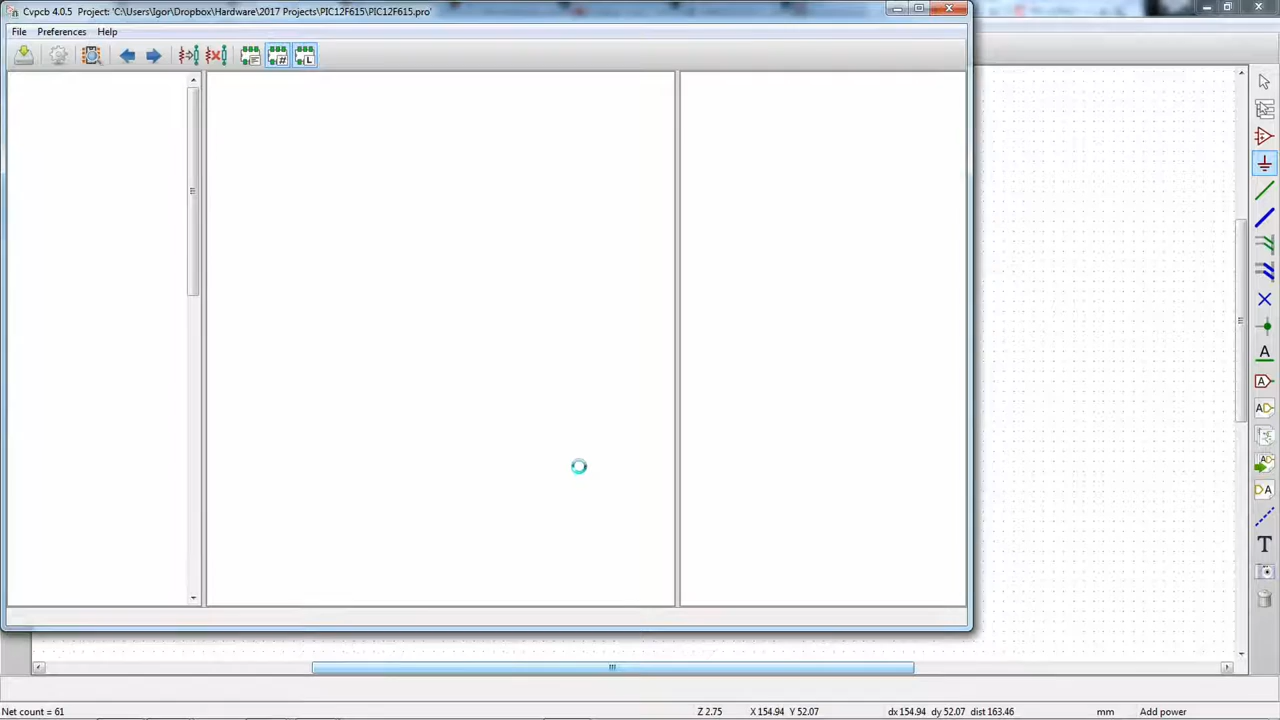 Cvpcb 4.0.5 Project: 'C:\Users\Igor\Dropbox\Hardware\2017 Projects\PIC12F615\PIC12F615.pro'
File Preferences Help
Net count = 61
Z 2.75
X 154.94 Y 52.07
dx 154.94 dy 52.07 dist 163.46
mm
Add power